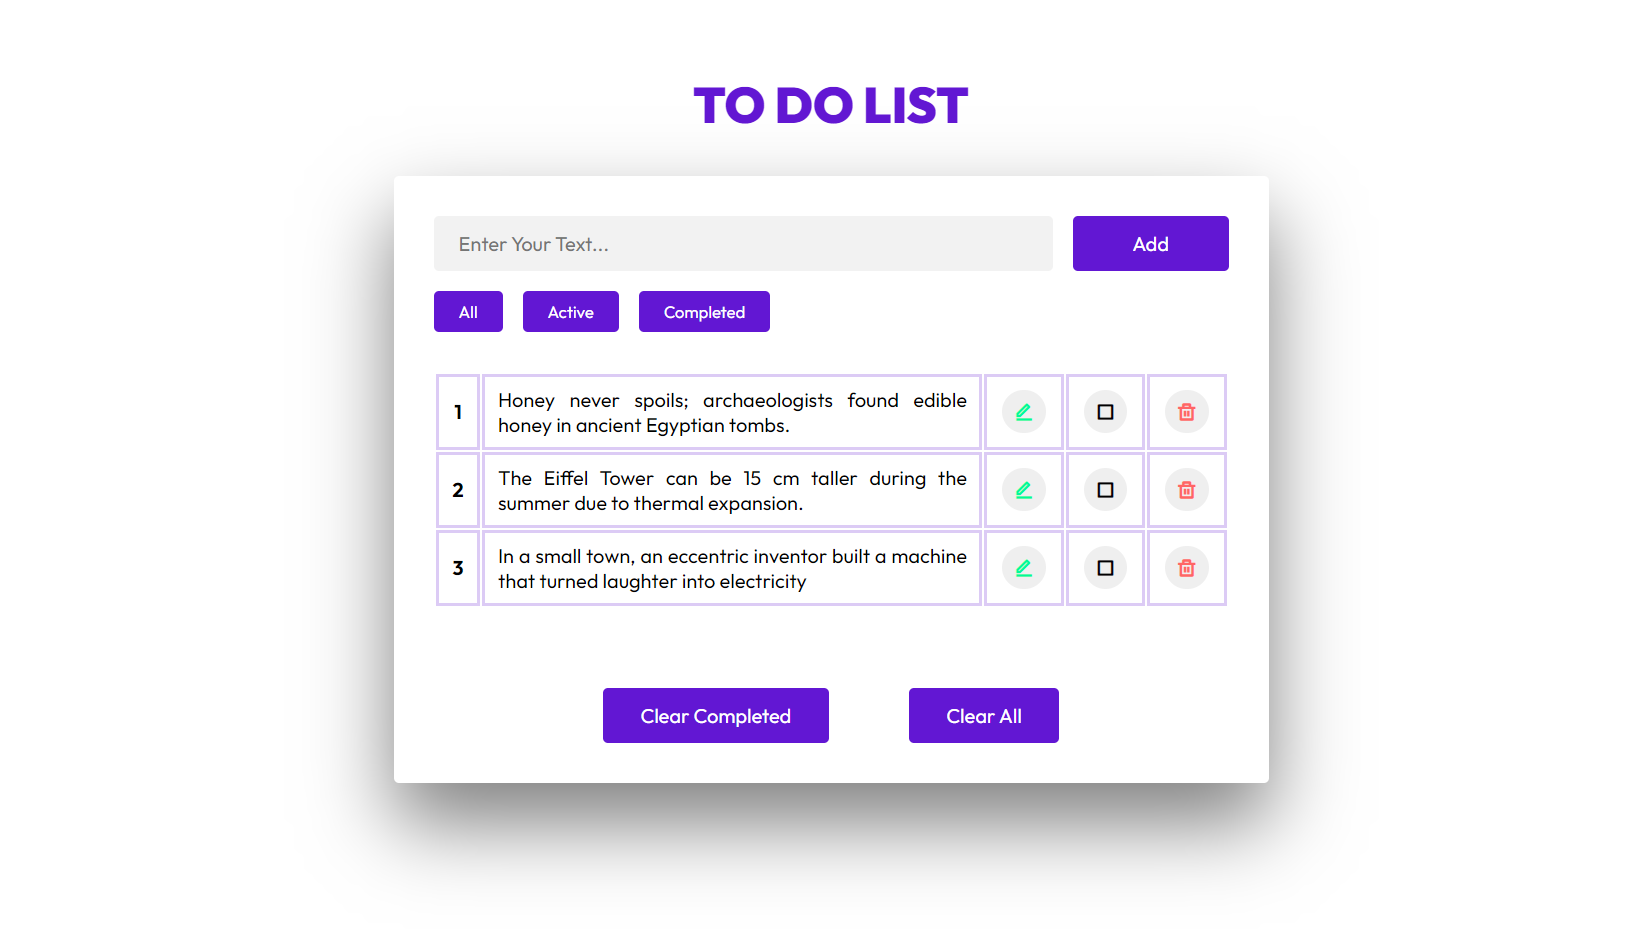 TO DO LIST
Enter Your Text...
Add
All
Active
Completed
1
Honey never spoils; archaeologists found edible
honey in ancient Egyptian tombs.
2
The Eiffel Tower can be 15 cm taller during the
summer due to thermal expansion.
3
In a small town, an eccentric inventor built a machine
that turned laughter into electricity
Clear Completed
Clear All